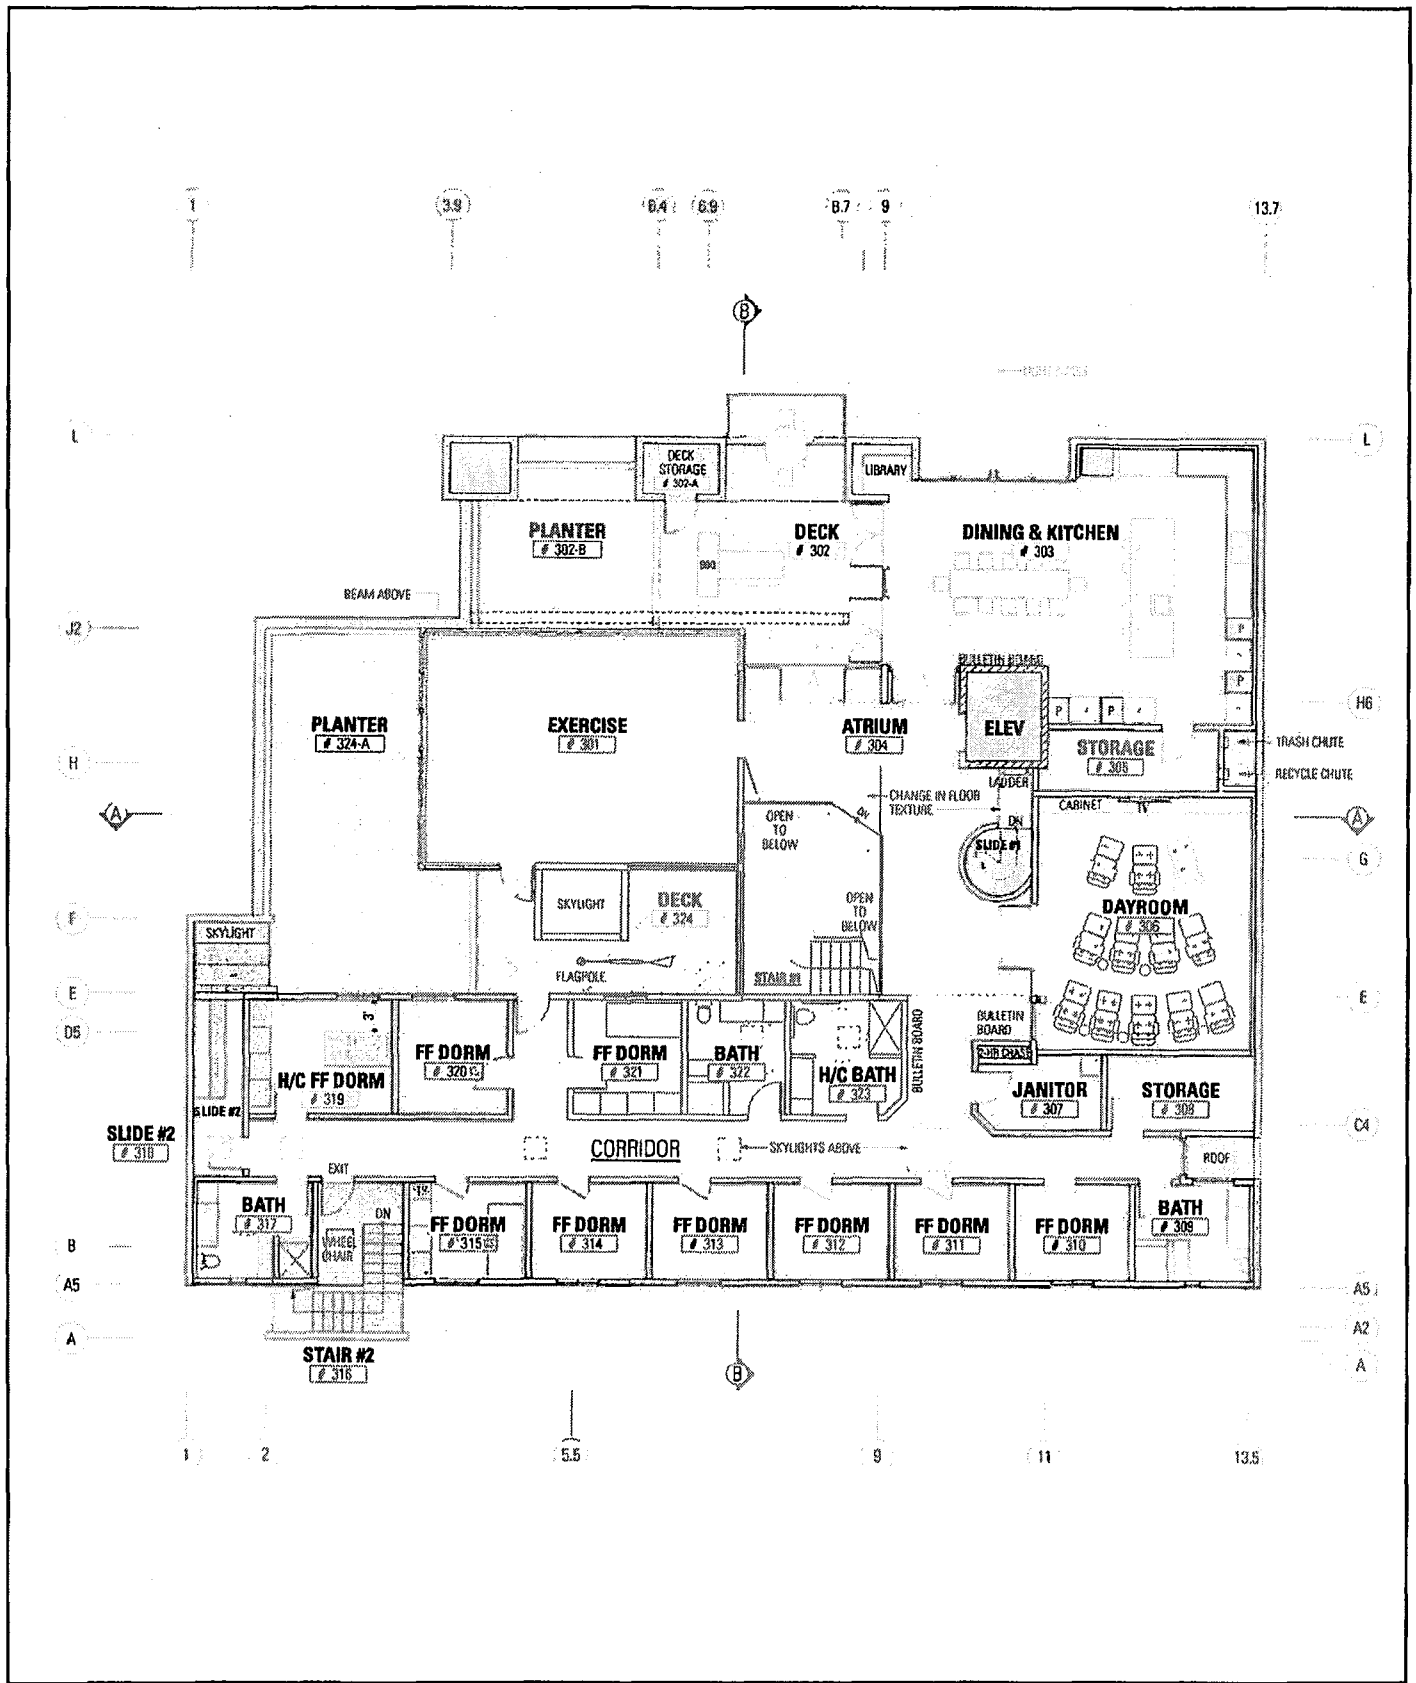 1
3.9
6.4
6.9
8.7
9
13.7
B
L
L
DECK
STORAGE
# 302-A
LIBRARY
PLANTER
# 302-B
DECK
# 302
DINING & KITCHEN
# 303
BBQ
BEAM ABOVE
J2
BULLETIN BOARD
P
P
PLANTER
# 324-A
EXERCISE
# 301
ATRIUM
# 304
ELEV
P
P
H6
STORAGE
# 305
TRASH CHUTE
H
RECYCLE CHUTE
LADDER
CHANGE IN FLOOR
TEXTURE
CABINET
TV
A
A
OPEN
TO
BELOW
DN
DN
SLIDE #1
G
SKYLIGHT
DECK
# 324
OPEN
TO
BELOW
DAYROOM
# 306
F
SKYLIGHT
FLAGPOLE
STAIR #1
E
E
D5
3'
BULLETIN
BOARD
BULLETIN BOARD
2-HR CHASE
H/C FF DORM
# 319
FF DORM
# 320
FF DORM
# 321
BATH
# 322
H/C BATH
# 323
JANITOR
# 307
STORAGE
# 308
SLIDE #2
SLIDE #2
# 318
C4
CORRIDOR
SKYLIGHTS ABOVE
ROOF
EXIT
BATH
# 317
DN
WHEEL
CHAIR
FF DORM
# 315
FF DORM
# 314
FF DORM
# 313
FF DORM
# 312
FF DORM
# 311
FF DORM
# 310
BATH
# 309
B
A5
A5
A
A2
A
STAIR #2
# 316
B
1
2
5.5
9
11
13.5